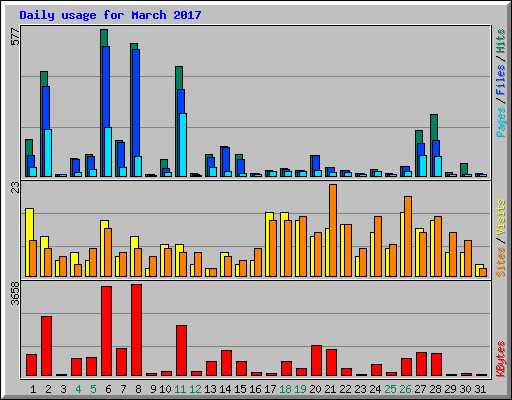 Daily usage for March 2017
577
Pages / Files / Hits
23
Sites / Visits
3658
KBytes
1 2 3 4 5 6 7 8 9 10 11 12 13 14 15 16 17 18 19 20 21 22 23 24 25 26 27 28 29 30 31